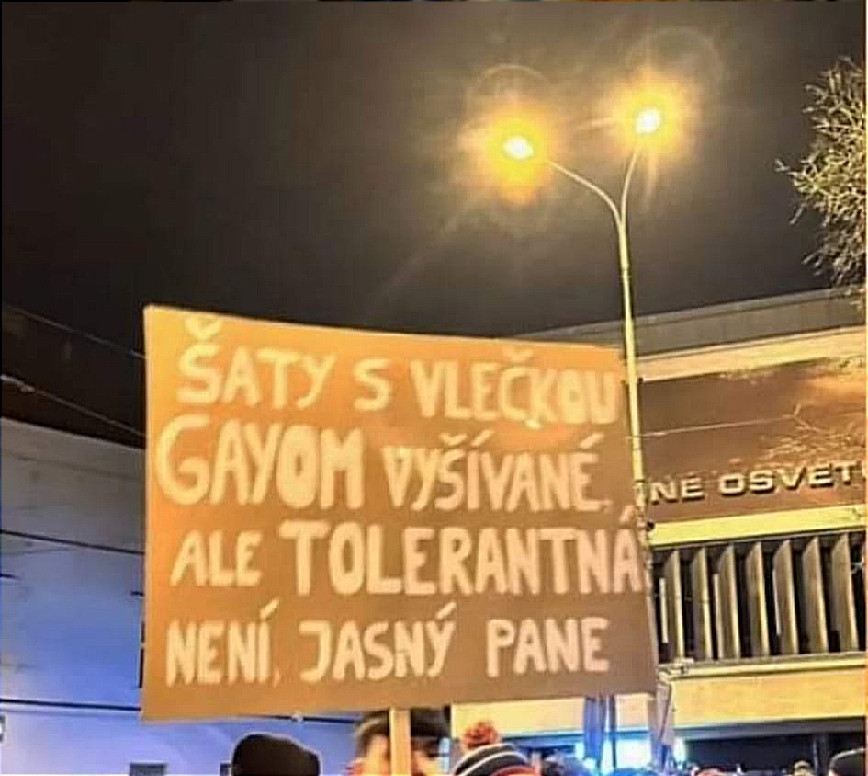 ŠATY S VLEČKOU
GAYOM VYŠÍVANÉ,
ALE TOLERANTNÁ
NENÍ, JASNÝ PANE
NE OSVET